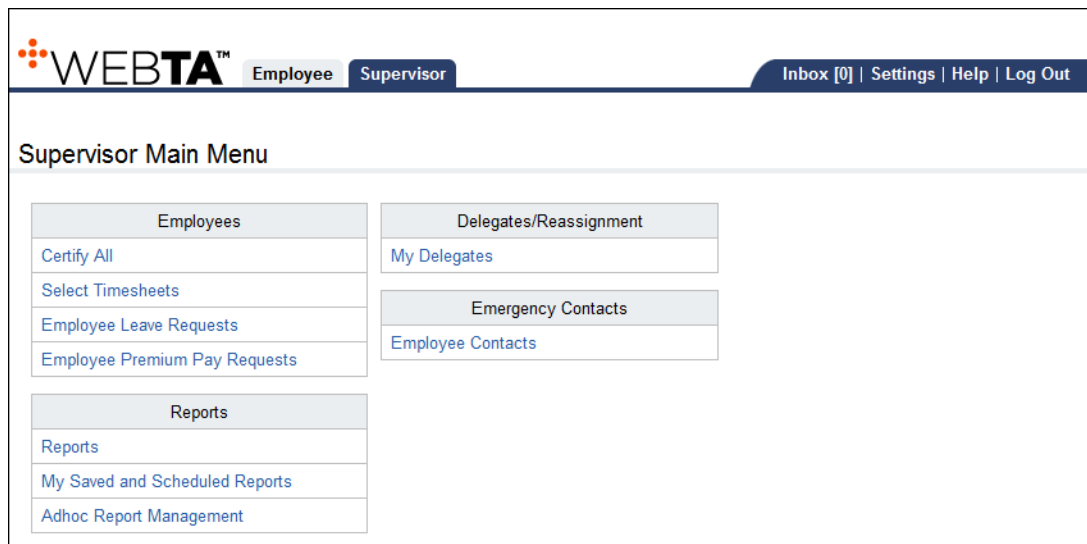 WEBTA™ Employee Supervisor Inbox [0] | Settings | Help | Log Out
Supervisor Main Menu
Employees
Certify All
Select Timesheets
Employee Leave Requests
Employee Premium Pay Requests
Reports
Reports
My Saved and Scheduled Reports
Adhoc Report Management
Delegates/Reassignment
My Delegates
Emergency Contacts
Employee Contacts